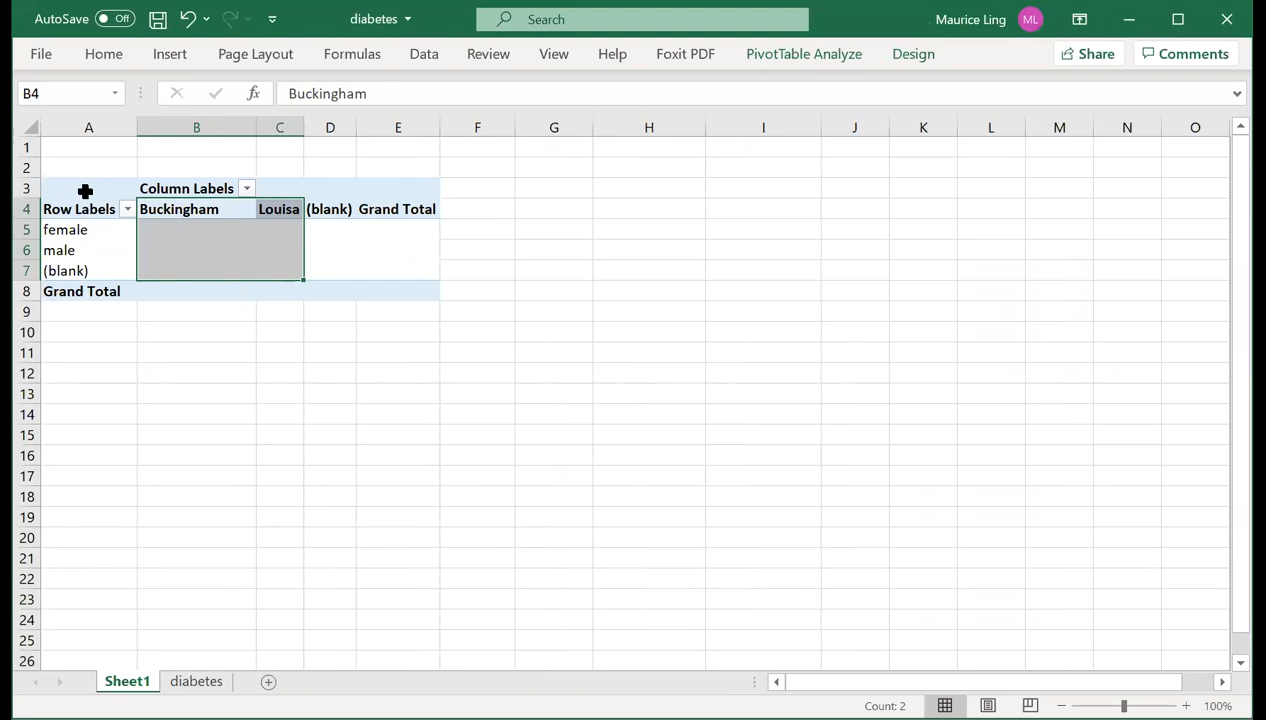 AutoSave Off diabetes Search Maurice Ling ML
File Home Insert Page Layout Formulas Data Review View Help Foxit PDF PivotTable Analyze Design Share Comments
B4 fx Buckingham
A B C D E F G H I J K L M N O
1
2
3 Column Labels
4 Row Labels Buckingham Louisa (blank) Grand Total
5 female
6 male
7 (blank)
8 Grand Total
9
10
11
12
13
14
15
16
17
18
19
20
21
22
23
24
25
26
Sheet1 diabetes
Count: 2 100%